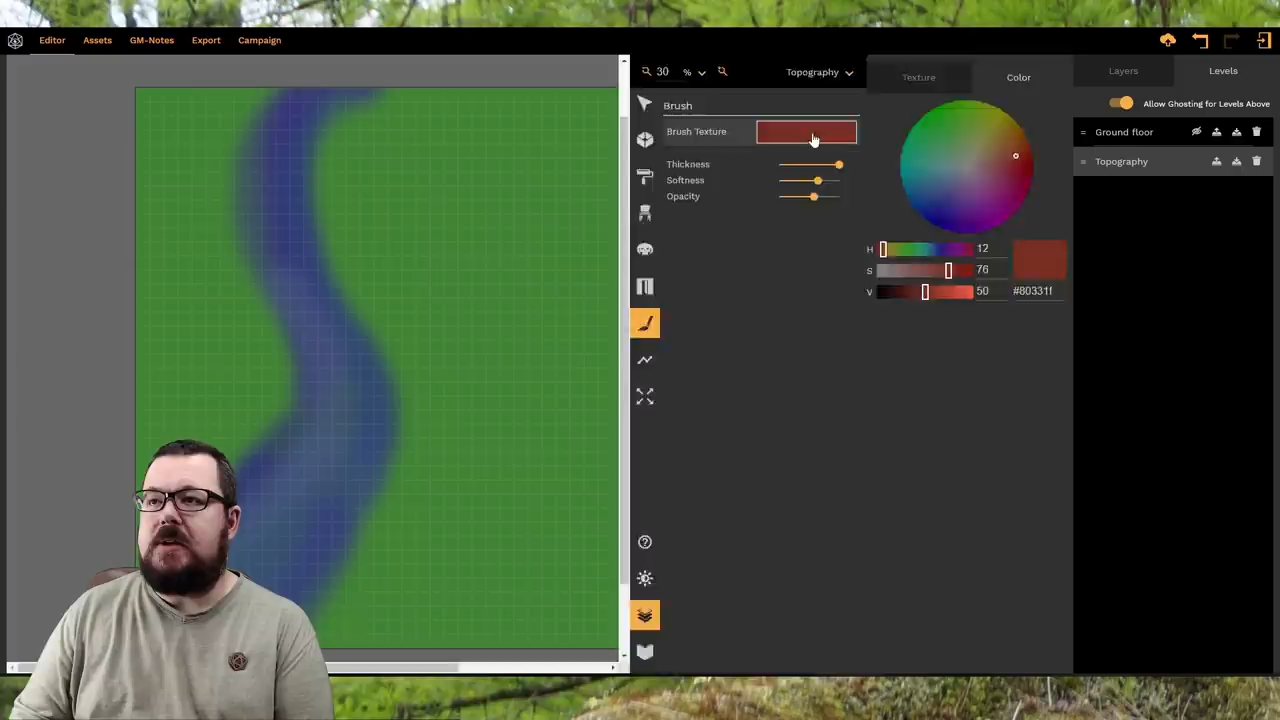 Editor Assets GM-Notes Export Campaign
30 % Topography
Texture Color
Layers Levels
Allow Ghosting for Levels Above
Brush
Brush Texture
Thickness
Softness
Opacity
Ground floor
Topography
H 12
S 76
V 50 #80331f